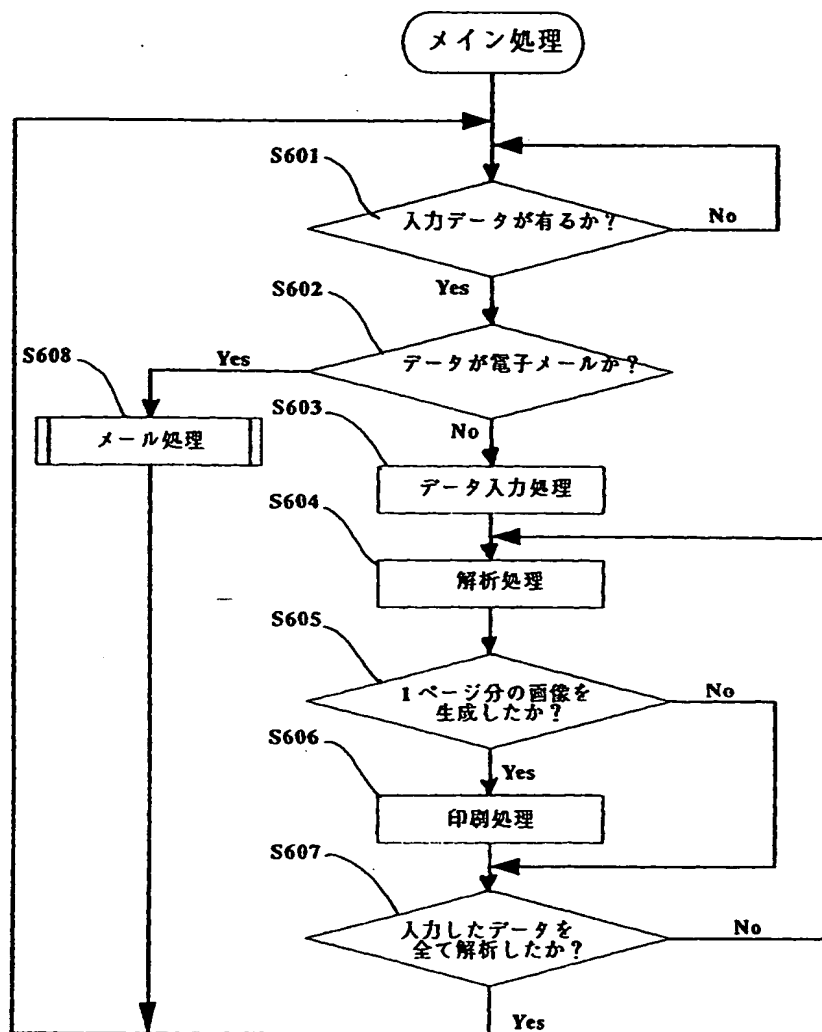 メイン処理
S601
入力データが有るか?
No
Yes
S602
データが電子メールか?
Yes
S608
メール処理
No
S603
データ入力処理
S604
解析処理
S605
1ページ分の画像を
生成したか?
No
Yes
S606
印刷処理
S607
入力したデータを
全て解析したか?
No
Yes